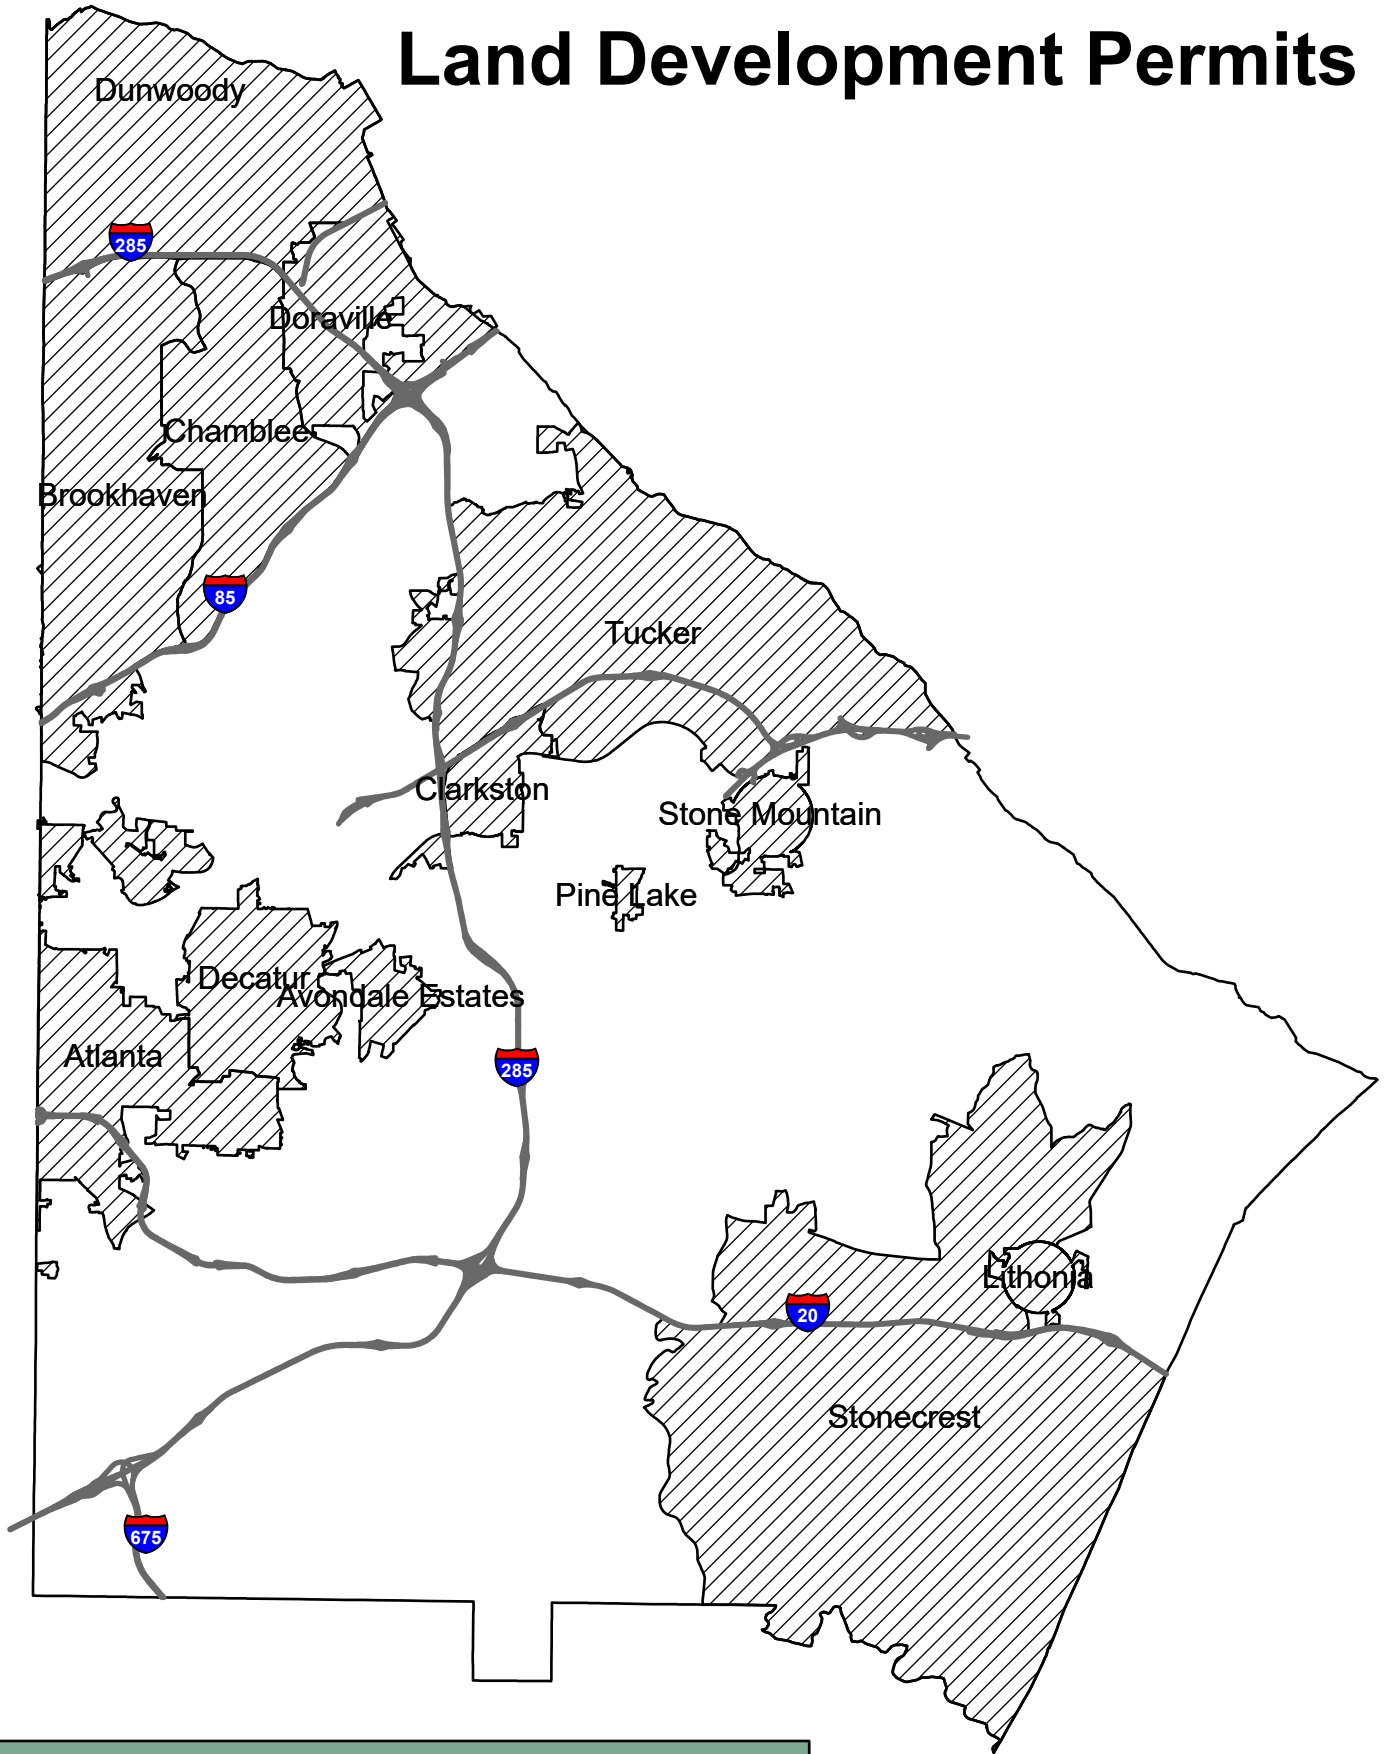 Land Development Permits
Dunwoody
285
Doraville
Chamblee
Brookhaven
85
Tucker
Clarkston
Stone Mountain
Pine Lake
Decatur
Avondale Estates
Atlanta
285
Lithonia
20
Stonecrest
675